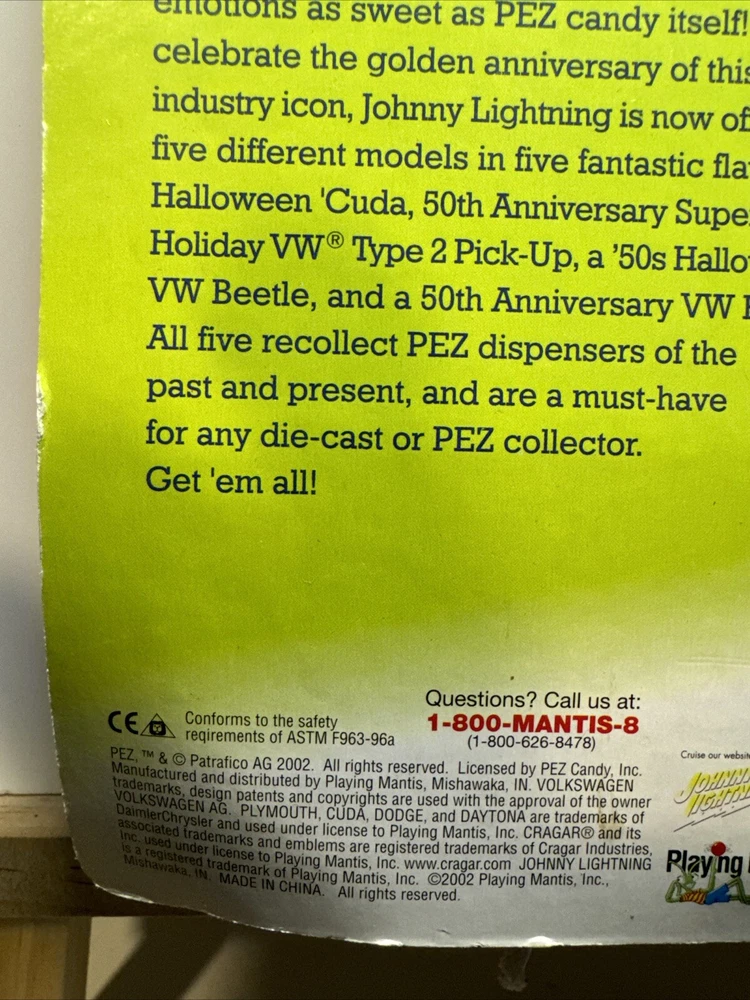 emotions as sweet as PEZ candy itself!
celebrate the golden anniversary of this
industry icon, Johnny Lightning is now of
five different models in five fantastic fla
Halloween 'Cuda, 50th Anniversary Supe
Holiday VW® Type 2 Pick-Up, a '50s Hallo
VW Beetle, and a 50th Anniversary VW
All five recollect PEZ dispensers of the
past and present, and are a must-have
for any die-cast or PEZ collector.
Get 'em all!
Questions? Call us at:
1-800-MANTIS-8
(1-800-626-8478)
CE Conforms to the safety
reqirements of ASTM F963-96a
PEZ, ™ & © Patrafico AG 2002. All rights reserved. Licensed by PEZ Candy, Inc.
Manufactured and distributed by Playing Mantis, Mishawaka, IN. VOLKSWAGEN
trademarks, design patents and copyrights are used with the approval of the owner
VOLKSWAGEN AG. PLYMOUTH, CUDA, DODGE, and DAYTONA are trademarks of
DaimlerChrysler and used under license to Playing Mantis, Inc. CRAGAR® and its
associated trademarks and emblems are registered trademarks of Cragar Industries,
Inc. used under license to Playing Mantis, Inc. www.cragar.com JOHNNY LIGHTNING
is a registered trademark of Playing Mantis, Inc. ©2002 Playing Mantis, Inc.,
Mishawaka, IN. MADE IN CHINA. All rights reserved.
Cruise our websit
JOHNN
LIGHTN
Playing